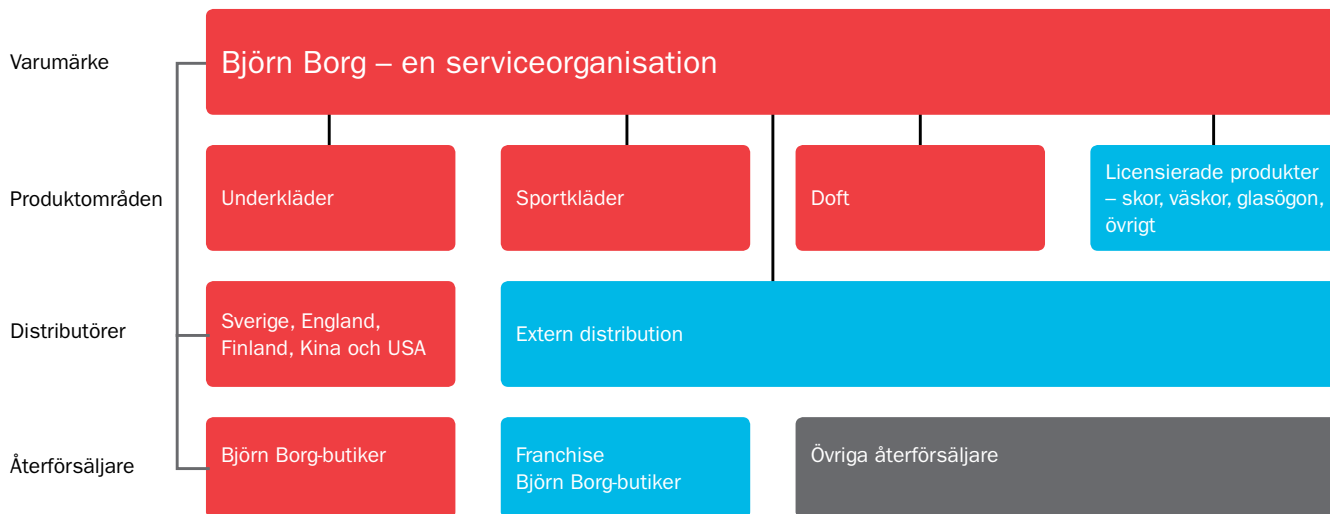 Varumärke
Björn Borg – en serviceorganisation
Produktområden
Underkläder
Sportkläder
Doft
Licensierade produkter
– skor, väskor, glasögon,
övrigt
Distributörer
Sverige, England,
Finland, Kina och USA
Extern distribution
Återförsäljare
Björn Borg-butiker
Franchise
Björn Borg-butiker
Övriga återförsäljare